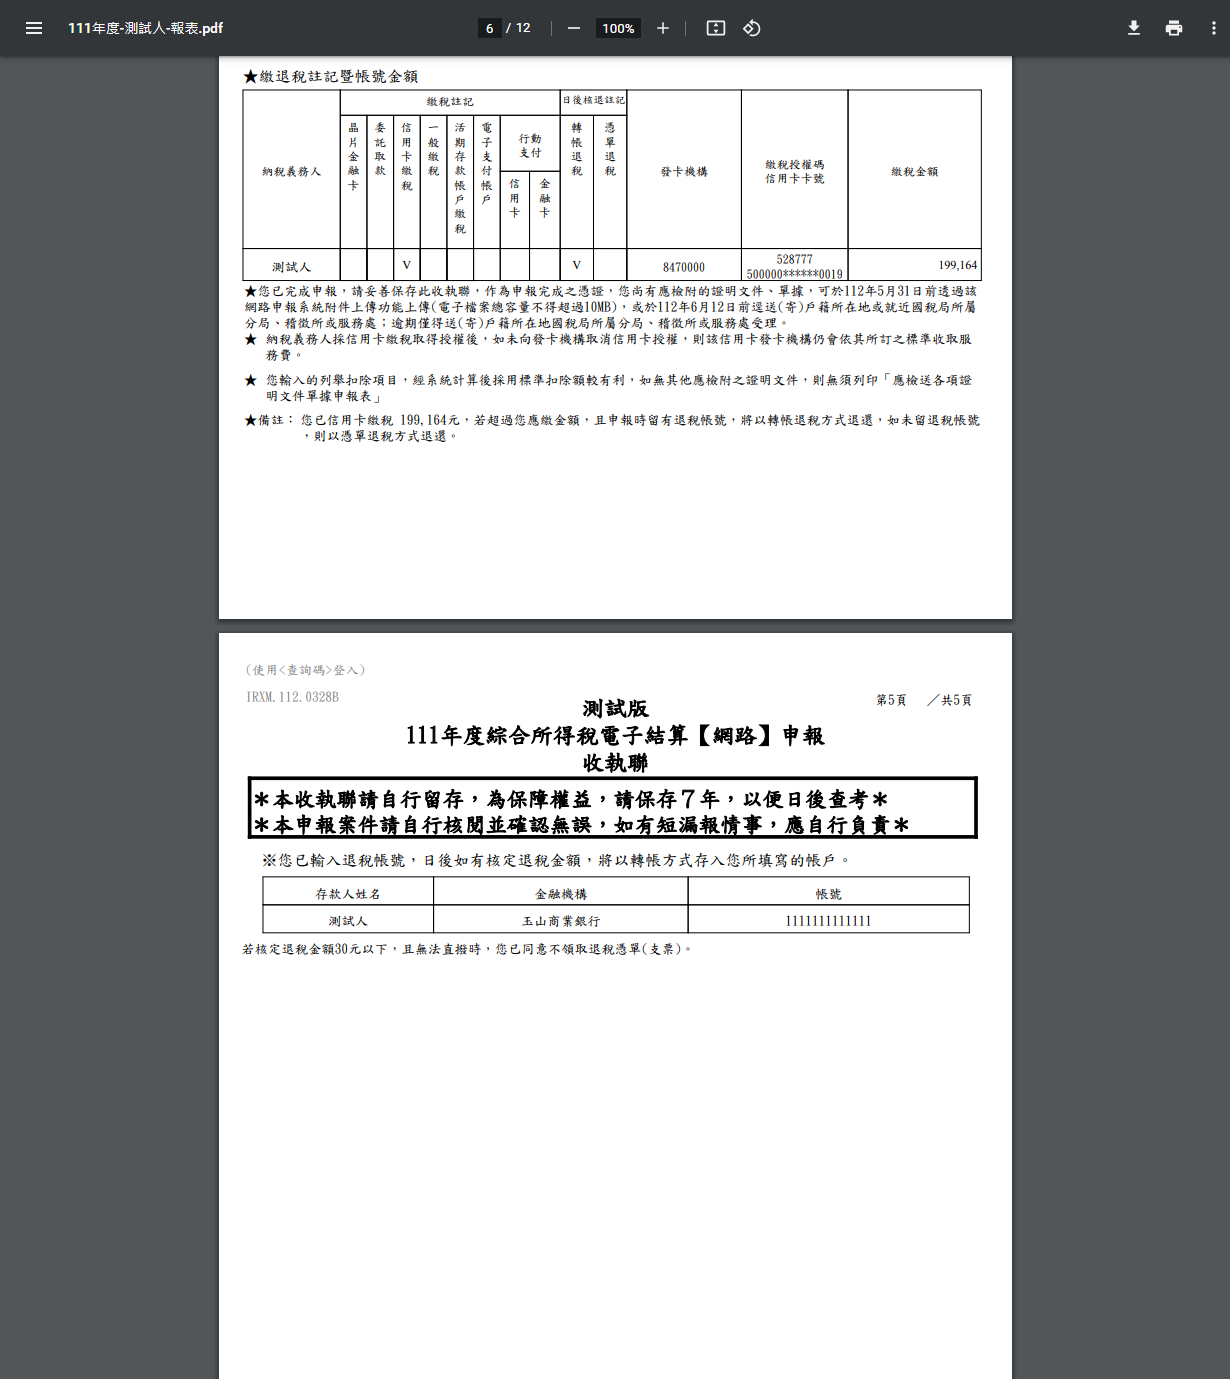 111年度-測試人-報表.pdf
6 / 12
100%
★繳退稅註記暨帳號金額
納稅義務人
繳稅註記
日後核退註記
發卡機構
繳稅授權碼
信用卡卡號
繳稅金額
晶片金融卡
委託取款
信用卡繳稅
一般繳稅
活期存款帳戶繳稅
電子支付帳戶
行動
支付
信用卡
金融卡
轉帳退稅
憑單退稅
測試人
V
V
8470000
528777
500000******0019
199,164
★您已完成申報，請妥善保存此收執聯，作為申報完成之憑證，您尚有應檢附的證明文件、單據，可於112年5月31日前透過該
網路申報系統附件上傳功能上傳(電子檔案總容量不得超過10MB)，或於112年6月12日前逕送(寄)戶籍所在地或就近國稅局所屬
分局、稽徵所或服務處；逾期僅得送(寄)戶籍所在地國稅局所屬分局、稽徵所或服務處受理。
★ 納稅義務人採信用卡繳稅取得授權後，如未向發卡機構取消信用卡授權，則該信用卡發卡機構仍會依其所訂之標準收取服
務費。
★ 您輸入的列舉扣除項目，經系統計算後採用標準扣除額較有利，如無其他應檢附之證明文件，則無須列印「應檢送各項證
明文件單據申報表」
★備註： 您已信用卡繳稅 199,164元，若超過您應繳金額，且申報時留有退稅帳號，將以轉帳退稅方式退還，如未留退稅帳號
，則以憑單退稅方式退還。
(使用<查詢碼>登入)
IRXM.112.0328B
第5頁 ／共5頁
測試版
111年度綜合所得稅電子結算【網路】申報
收執聯
＊本收執聯請自行留存，為保障權益，請保存７年，以便日後查考＊
＊本申報案件請自行核閱並確認無誤，如有短漏報情事，應自行負責＊
※您已輸入退稅帳號，日後如有核定退稅金額，將以轉帳方式存入您所填寫的帳戶。
存款人姓名 金融機構 帳號
測試人 玉山商業銀行 1111111111111
若核定退稅金額30元以下，且無法直撥時，您已同意不領取退稅憑單(支票)。